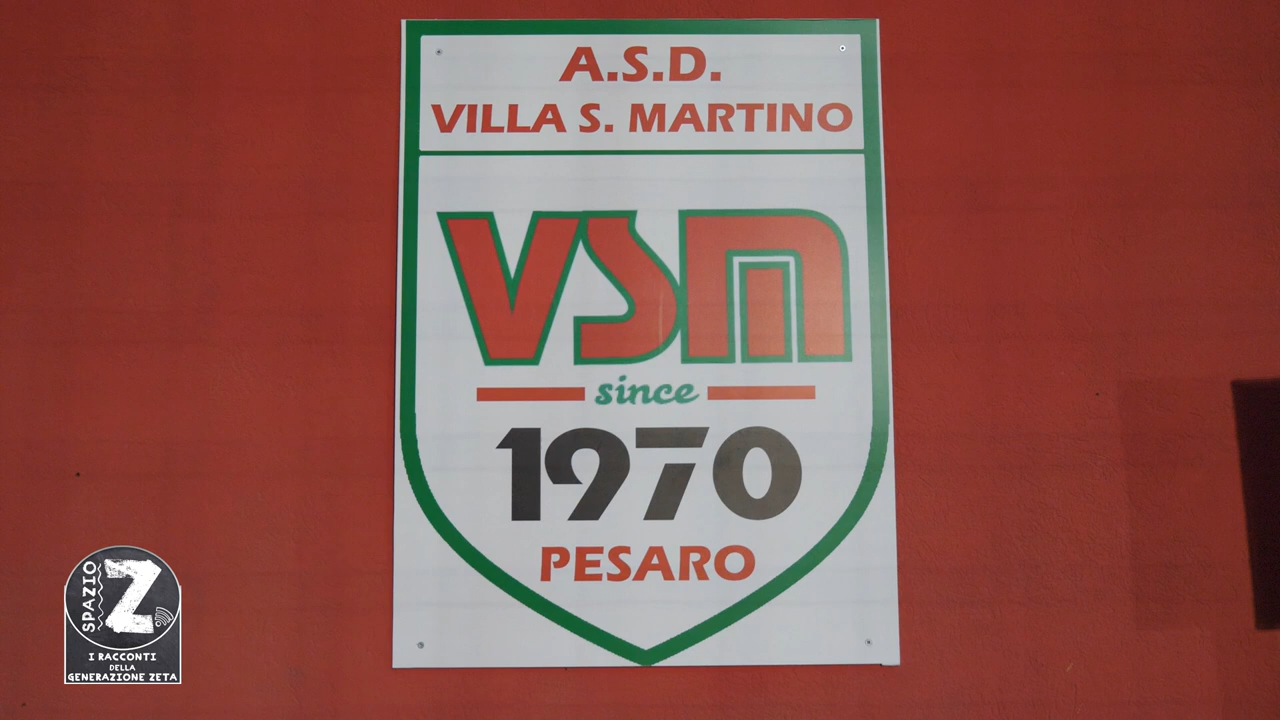 A.S.D.
VILLA S. MARTINO
VSM
since
1970
PESARO
SPAZIO
Z
I RACCONTI
DELLA
GENERAZIONE ZETA